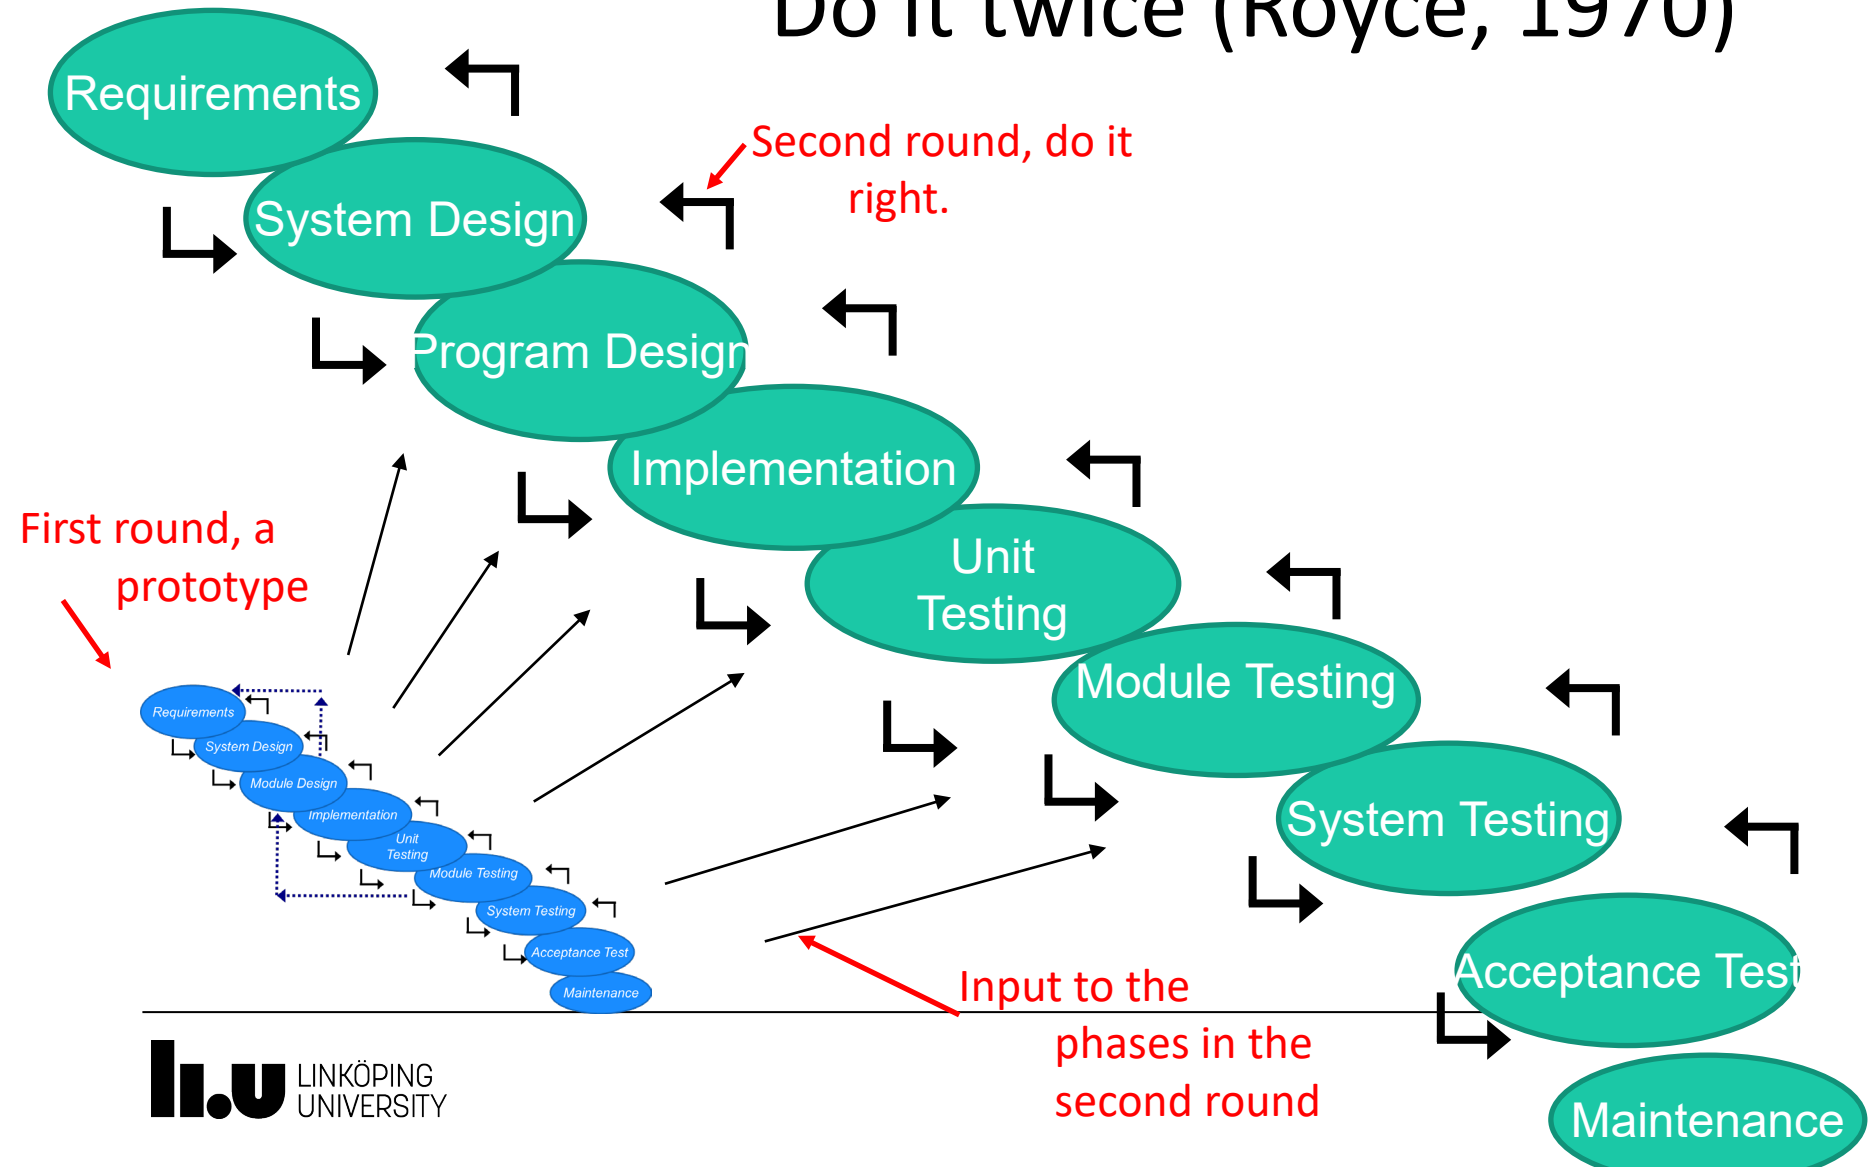 Do it twice (Royce, 1970)
Requirements
Second round, do it
right.
System Design
Program Design
Implementation
First round, a
prototype
Unit
Testing
Module Testing
System Testing
Acceptance Test
Maintenance
Requirements
System Design
Module Design
Implementation
Unit
Testing
Module Testing
System Testing
Acceptance Test
Maintenance
Input to the
phases in the
second round
li.u LINKÖPING
UNIVERSITY